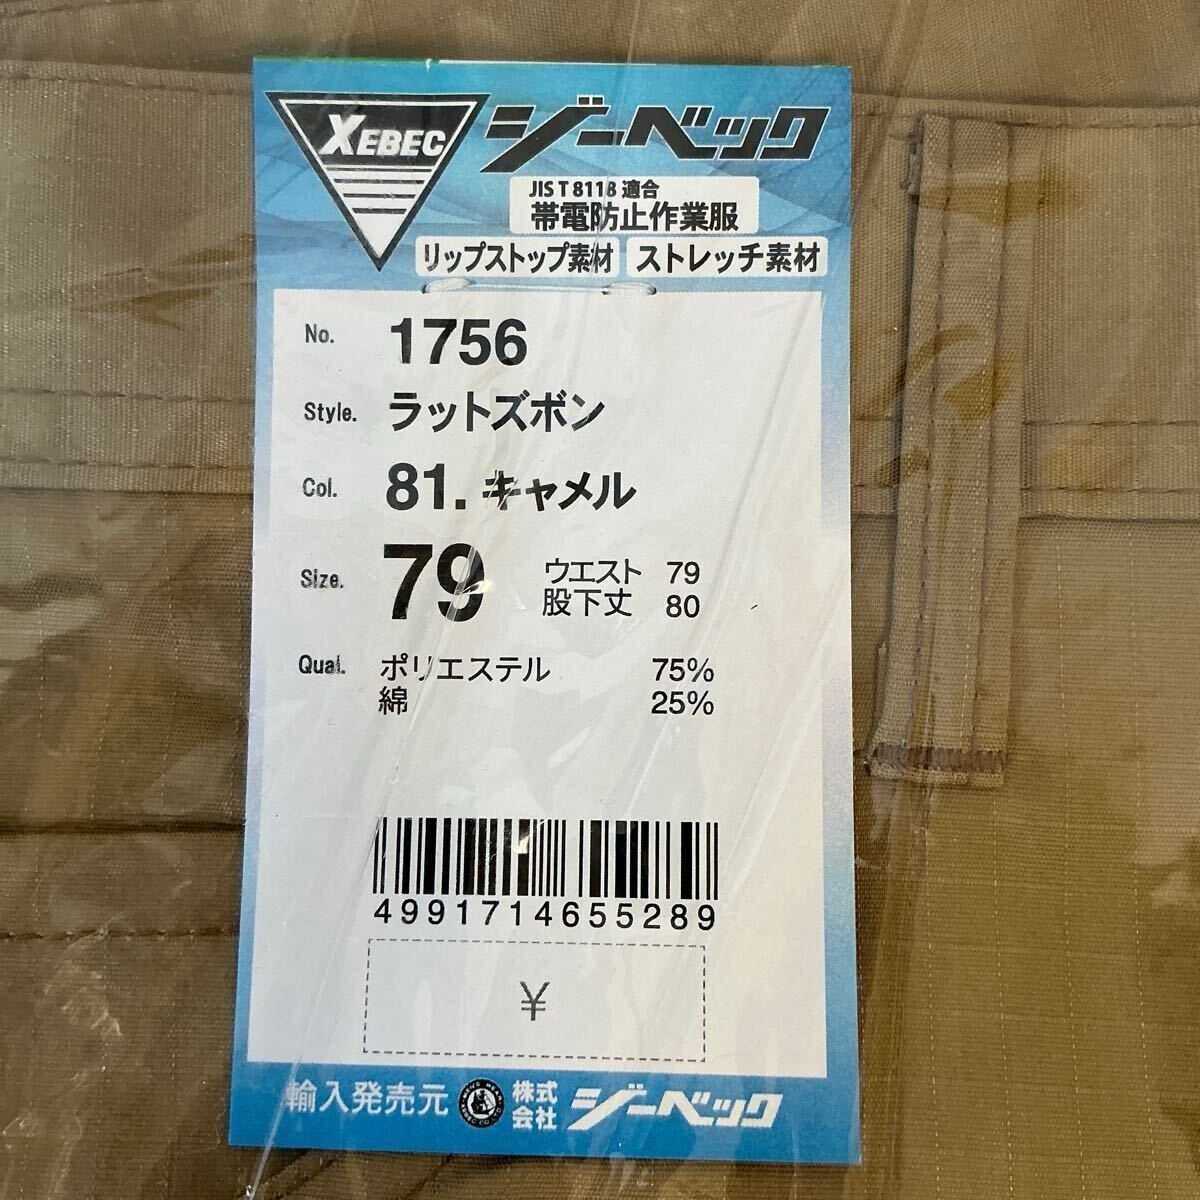 XEBEC ジーベック
JIS T 8118 適合
帯電防止作業服
リップストップ素材 ストレッチ素材
No. 1756
Style. ラットズボン
Col. 81. キャメル
Size. 79 ウエスト 79
股下丈 80
Qual. ポリエステル 75%
綿 25%
4991714655289
¥
輸入発売元 株式会社 ジーベック